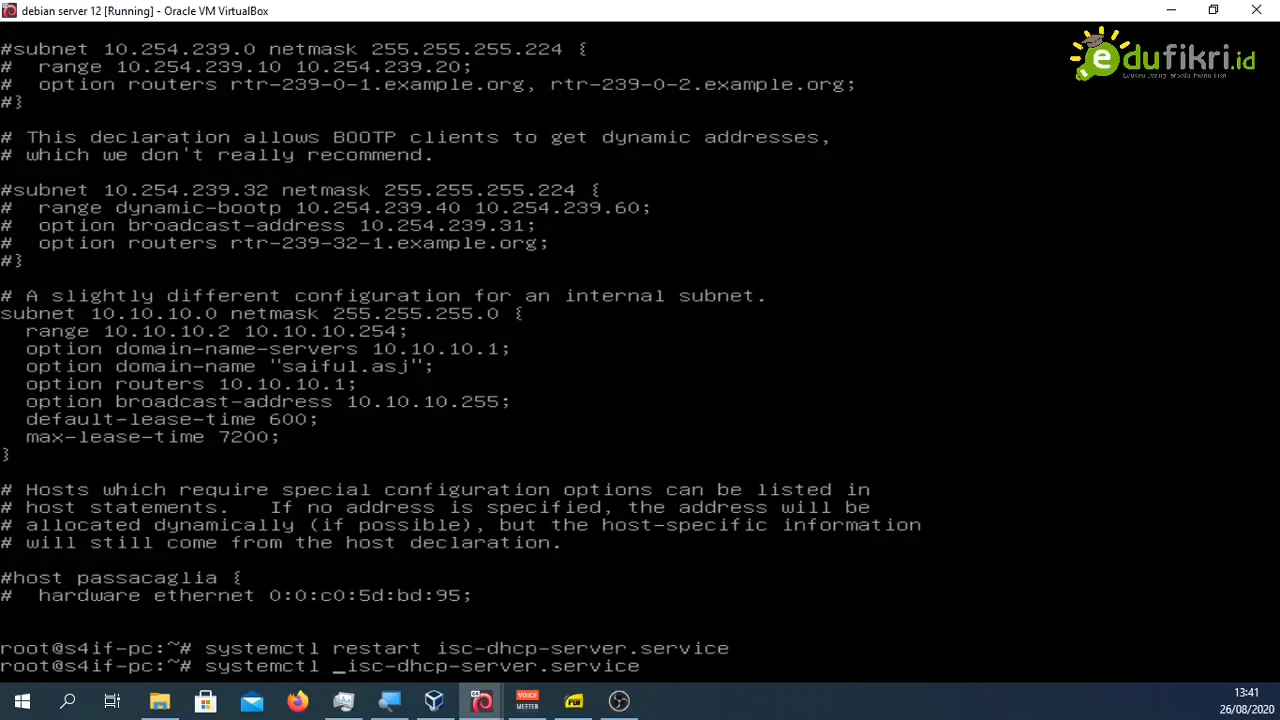 debian server 12 [Running] - Oracle VM VirtualBox
edufikri.id
#subnet 10.254.239.0 netmask 255.255.255.224 {
#  range 10.254.239.10 10.254.239.20;
#  option routers rtr-239-0-1.example.org, rtr-239-0-2.example.org;
#}
# This declaration allows BOOTP clients to get dynamic addresses,
# which we don't really recommend.
#subnet 10.254.239.32 netmask 255.255.255.224 {
#  range dynamic-bootp 10.254.239.40 10.254.239.60;
#  option broadcast-address 10.254.239.31;
#  option routers rtr-239-32-1.example.org;
#}
# A slightly different configuration for an internal subnet.
subnet 10.10.10.0 netmask 255.255.255.0 {
  range 10.10.10.2 10.10.10.254;
  option domain-name-servers 10.10.10.1;
  option domain-name "saiful.asj";
  option routers 10.10.10.1;
  option broadcast-address 10.10.10.255;
  default-lease-time 600;
  max-lease-time 7200;
}
# Hosts which require special configuration options can be listed in
# host statements.   If no address is specified, the address will be
# allocated dynamically (if possible), but the host-specific information
# will still come from the host declaration.
#host passacaglia {
#  hardware ethernet 0:0:c0:5d:bd:95;
root@s4if-pc:~# systemctl restart isc-dhcp-server.service
root@s4if-pc:~# systemctl _isc-dhcp-server.service
VOICE
MEETER
13:41
26/08/2020